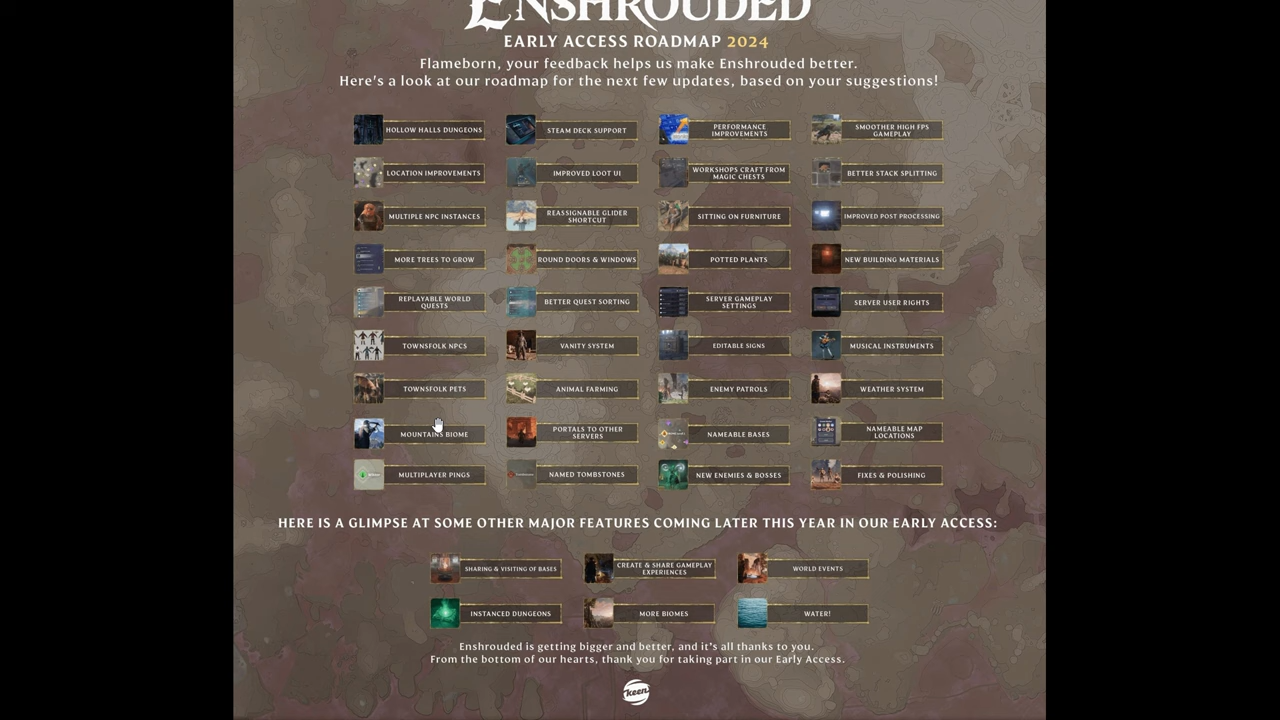 ENSHROUDED
EARLY ACCESS ROADMAP 2024
Flameborn, your feedback helps us make Enshrouded better.
Here's a look at our roadmap for the next few updates, based on your suggestions!
HOLLOW HALLS DUNGEONS
STEAM DECK SUPPORT
PERFORMANCE
IMPROVEMENTS
SMOOTHER HIGH FPS
GAMEPLAY
LOCATION IMPROVEMENTS
IMPROVED LOOT UI
WORKSHOPS CRAFT FROM
MAGIC CHESTS
BETTER STACK SPLITTING
MULTIPLE NPC INSTANCES
REASSIGNABLE GLIDER
SHORTCUT
SITTING ON FURNITURE
IMPROVED POST PROCESSING
MORE TREES TO GROW
ROUND DOORS & WINDOWS
POTTED PLANTS
NEW BUILDING MATERIALS
REPLAYABLE WORLD
QUESTS
BETTER QUEST SORTING
SERVER GAMEPLAY
SETTINGS
SERVER USER RIGHTS
TOWNSFOLK NPCS
VANITY SYSTEM
EDITABLE SIGNS
MUSICAL INSTRUMENTS
TOWNSFOLK PETS
ANIMAL FARMING
ENEMY PATROLS
WEATHER SYSTEM
MOUNTAINS BIOME
PORTALS TO OTHER
SERVERS
NAMEABLE BASES
NAMEABLE MAP
LOCATIONS
MULTIPLAYER PINGS
NAMED TOMBSTONES
NEW ENEMIES & BOSSES
FIXES & POLISHING
HERE IS A GLIMPSE AT SOME OTHER MAJOR FEATURES COMING LATER THIS YEAR IN OUR EARLY ACCESS:
SHARING & VISITING OF BASES
CREATE & SHARE GAMEPLAY
EXPERIENCES
WORLD EVENTS
INSTANCED DUNGEONS
MORE BIOMES
WATER!
Enshrouded is getting bigger and better, and it's all thanks to you.
From the bottom of our hearts, thank you for taking part in our Early Access.
keen